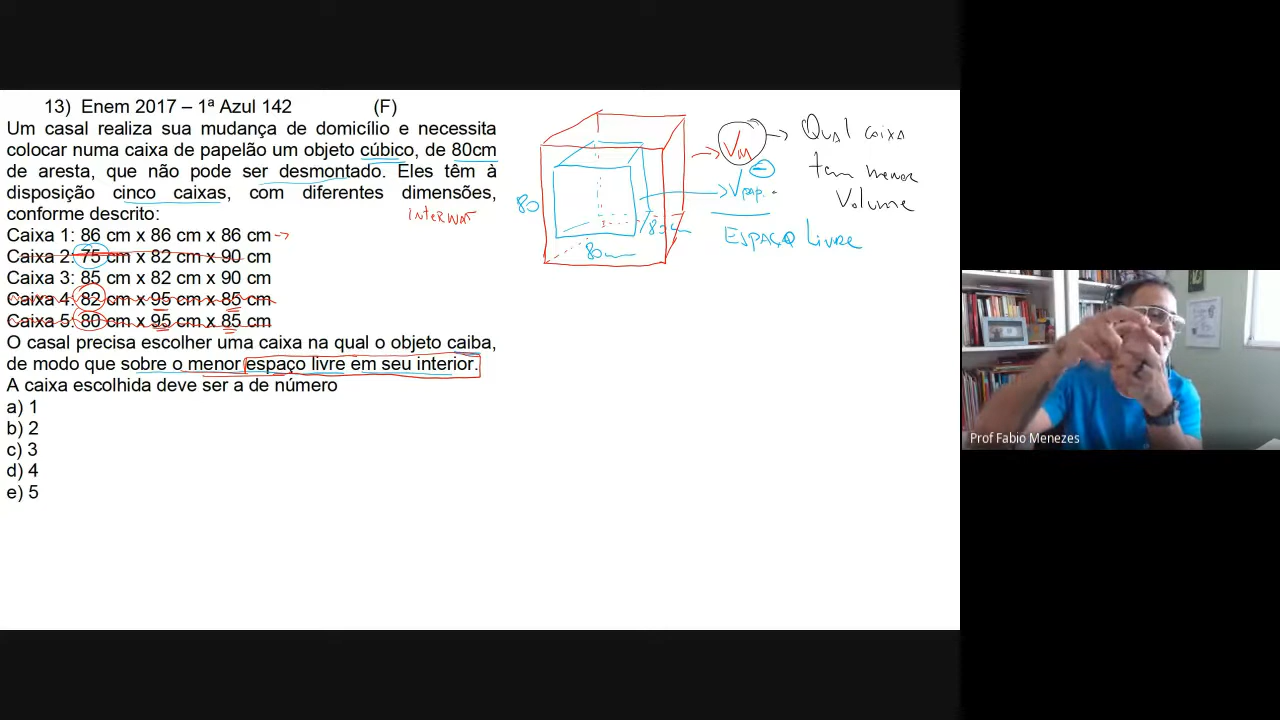 13) Enem 2017 – 1ª Azul 142 (F)
Um casal realiza sua mudança de domicílio e necessita
colocar numa caixa de papelão um objeto cúbico, de 80cm
de aresta, que não pode ser desmontado. Eles têm à
disposição cinco caixas, com diferentes dimensões,
conforme descrito:
Caixa 1: 86 cm x 86 cm x 86 cm
Caixa 2: 75 cm x 82 cm x 90 cm
Caixa 3: 85 cm x 82 cm x 90 cm
Caixa 4: 82 cm x 95 cm x 85 cm
Caixa 5: 80 cm x 95 cm x 85 cm
O casal precisa escolher uma caixa na qual o objeto caiba,
de modo que sobre o menor espaço livre em seu interior.
A caixa escolhida deve ser a de número
a) 1
b) 2
c) 3
d) 4
e) 5
80
80cm
80cm
Qual caixa
tem menor
Volume
ESPAÇO LIVRE
Prof Fabio Menezes